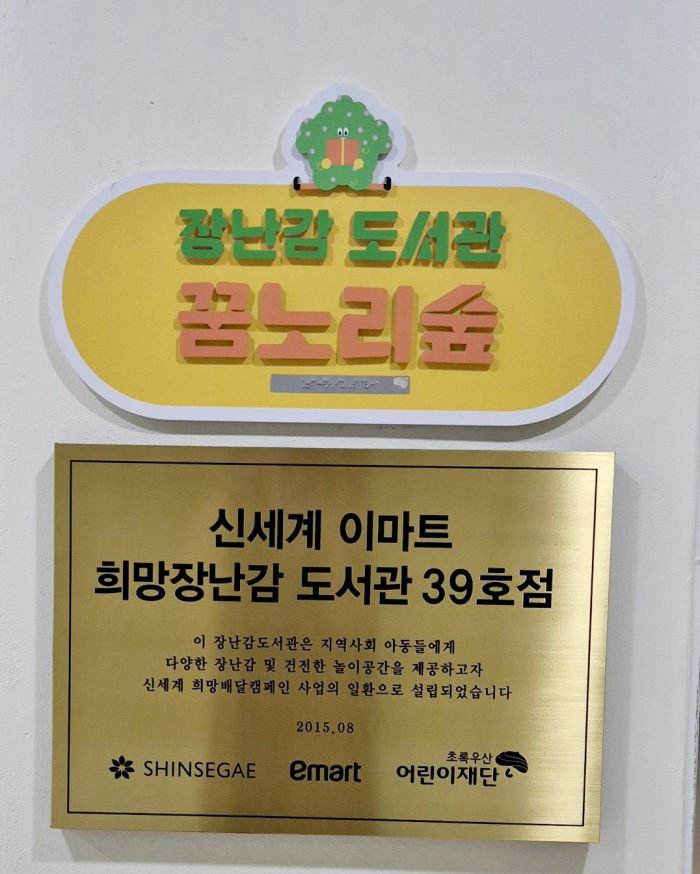 장난감 도서관
꿈노리숲
신세계 이마트
희망장난감 도서관 39호점
이 장난감도서관은 지역사회 아동들에게
다양한 장난감 및 건전한 놀이공간을 제공하고자
신세계 희망배달캠페인 사업의 일환으로 설립되었습니다
2015.08
SHINSEGAE
emart
초록우산
어린이재단